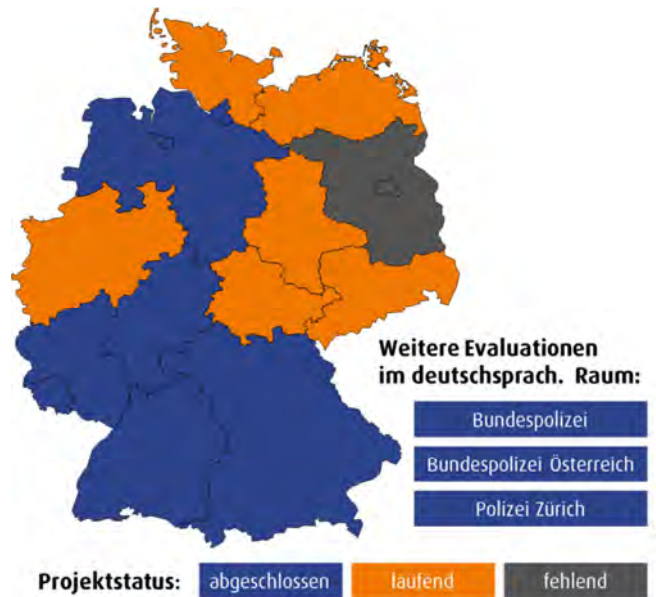 Weitere Evaluationen
im deutschsprach. Raum:
Bundespolizei
Bundespolizei Österreich
Polizei Zürich
Projektstatus: abgeschlossen laufend fehlend